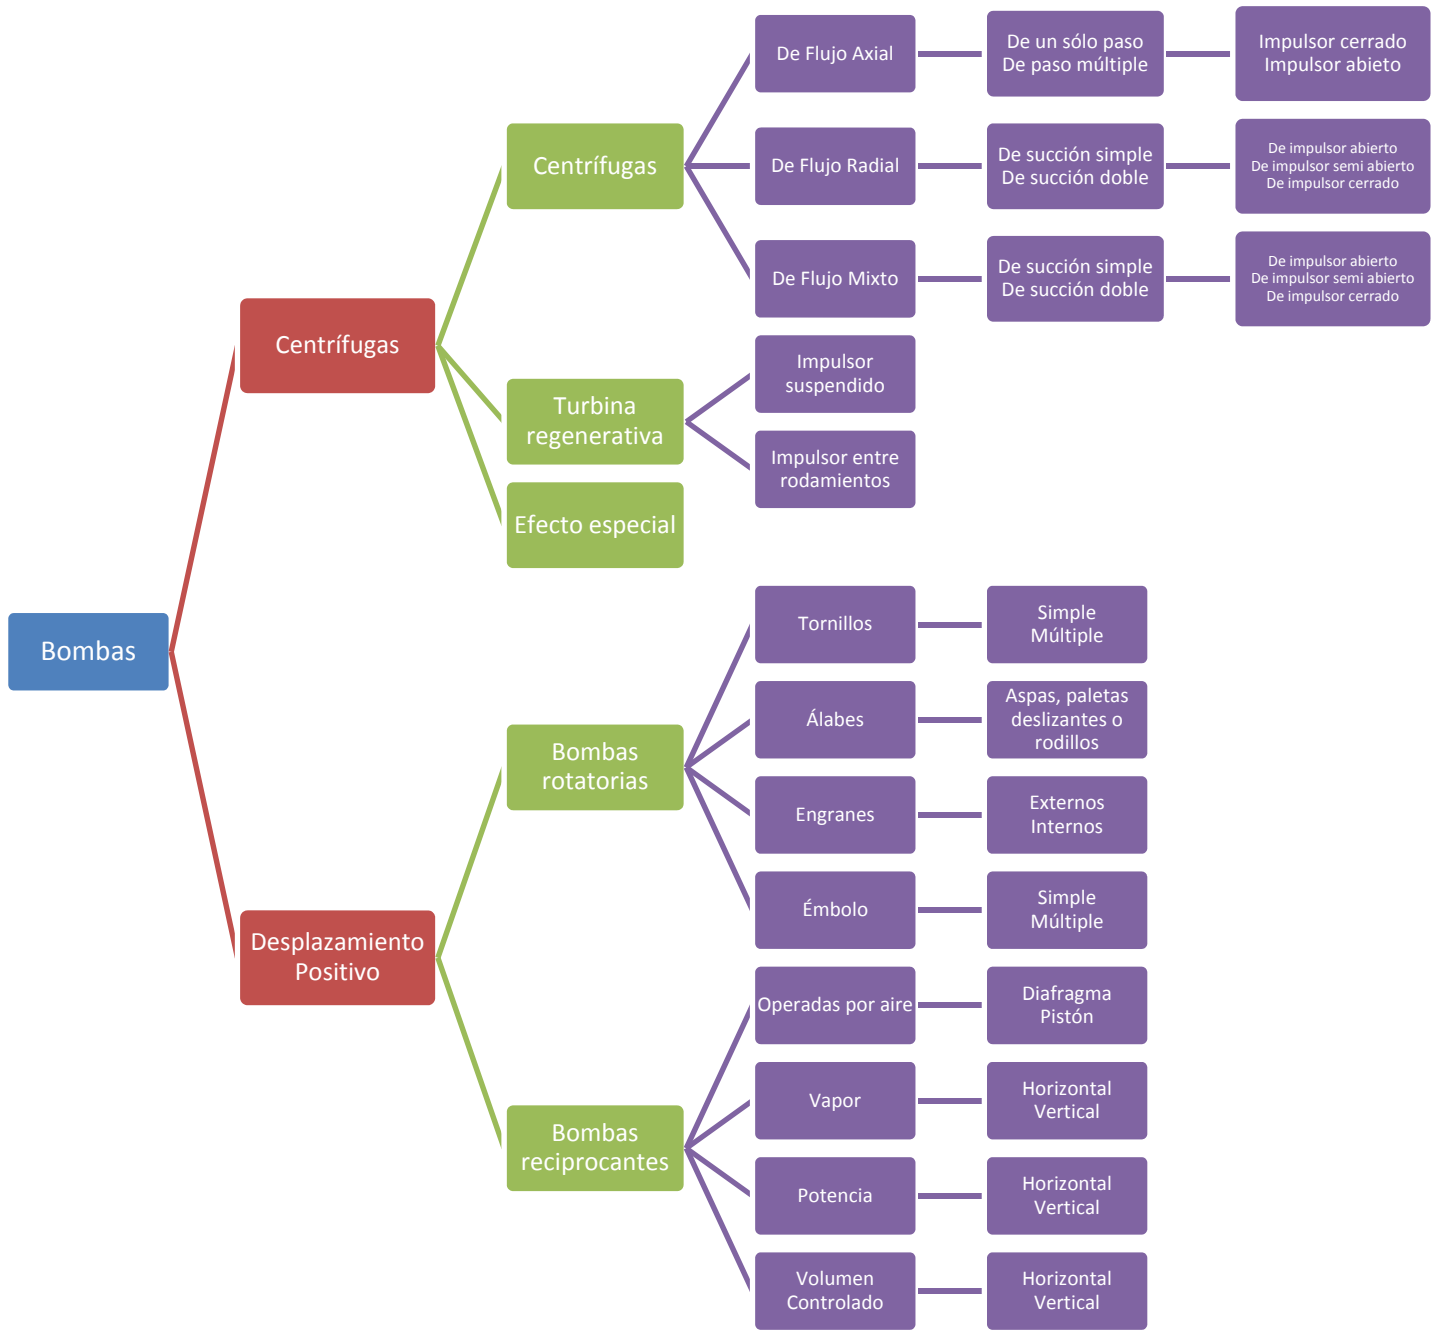 Bombas
Centrífugas
Centrífugas
De Flujo Axial
De un sólo paso
De paso múltiple
Impulsor cerrado
Impulsor abieto
De Flujo Radial
De succión simple
De succión doble
De impulsor abierto
De impulsor semi abierto
De impulsor cerrado
De Flujo Mixto
De succión simple
De succión doble
De impulsor abierto
De impulsor semi abierto
De impulsor cerrado
Turbina
regenerativa
Impulsor
suspendido
Impulsor entre
rodamientos
Efecto especial
Desplazamiento
Positivo
Bombas
rotatorias
Tornillos
Simple
Múltiple
Álabes
Aspas, paletas
deslizantes o
rodillos
Engranes
Externos
Internos
Émbolo
Simple
Múltiple
Bombas
reciprocantes
Operadas por aire
Diafragma
Pistón
Vapor
Horizontal
Vertical
Potencia
Horizontal
Vertical
Volumen
Controlado
Horizontal
Vertical